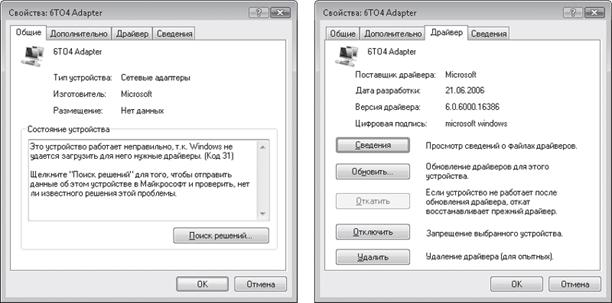 Свойства: 6TO4 Adapter
Общие Дополнительно Драйвер Сведения
6TO4 Adapter
Тип устройства: Сетевые адаптеры
Изготовитель: Microsoft
Размещение: Нет данных
Состояние устройства
Это устройство работает неправильно, т.к. Windows не
удается загрузить для него нужные драйверы. (Код 31)
Щелкните "Поиск решений" для того, чтобы отправить
данные об этом устройстве в Майкрософт и проверить, нет
ли известного решения этой проблемы.
Поиск решений...
OK Отмена
Свойства: 6TO4 Adapter
Общие Дополнительно Драйвер Сведения
6TO4 Adapter
Поставщик драйвера: Microsoft
Дата разработки: 21.06.2006
Версия драйвера: 6.0.6000.16386
Цифровая подпись: microsoft windows
Сведения Просмотр сведений о файлах драйверов.
Обновить... Обновление драйверов для этого
устройства.
Откатить Если устройство не работает после
обновления драйвера, откат
восстанавливает прежний драйвер.
Отключить Запрещение выбранного устройства.
Удалить Удаление драйвера (для опытных).
OK Отмена